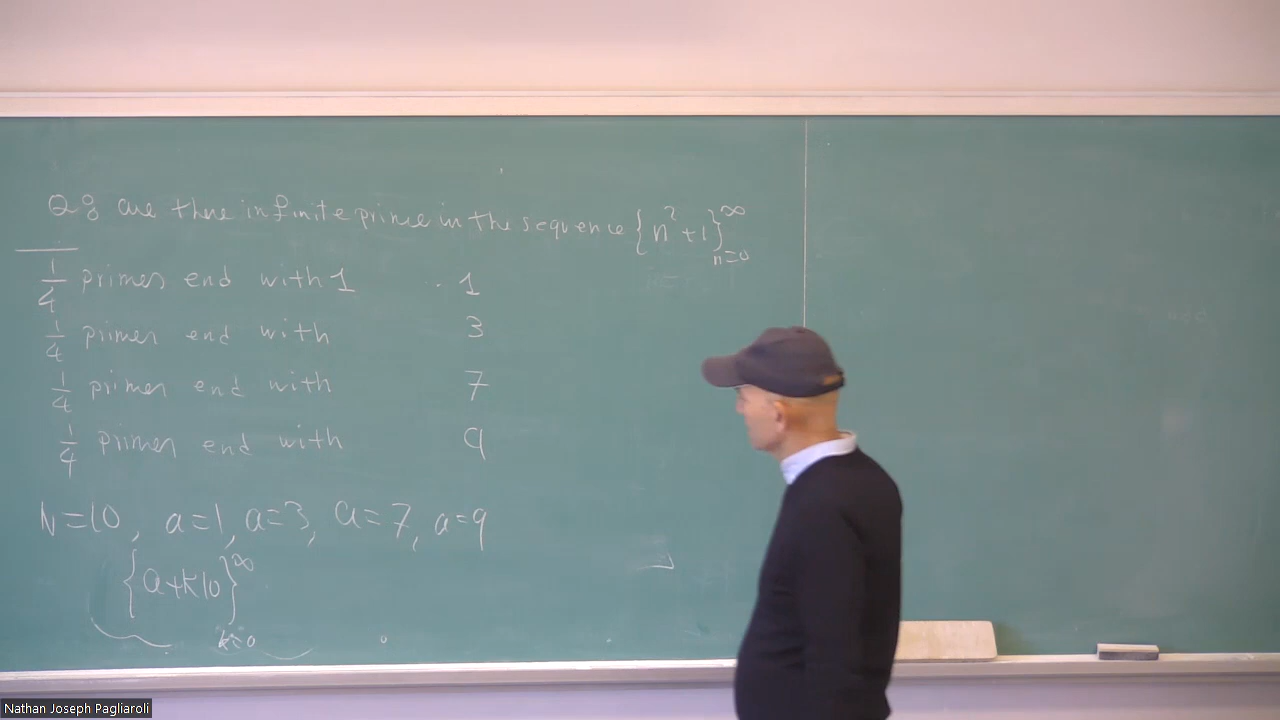 Q: are there infinite prime in the sequence {n²+1}^∞_{n=0}
1/4 primes end with 1 1
1/4 primes end with 3
1/4 primes end with 7
1/4 primes end with 9
N=10, a=1, a=3, a=7, a=9
{a+k10}^∞_{k=0}
Nathan Joseph Pagliaroli